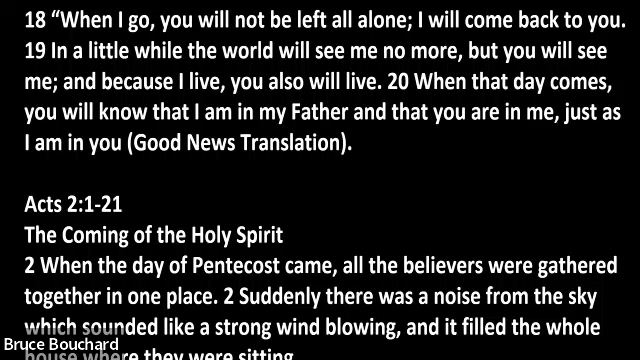 18 “When I go, you will not be left all alone; I will come back to you.
19 In a little while the world will see me no more, but you will see
me; and because I live, you also will live. 20 When that day comes,
you will know that I am in my Father and that you are in me, just as
I am in you (Good News Translation).
Acts 2:1-21
The Coming of the Holy Spirit
2 When the day of Pentecost came, all the believers were gathered
together in one place. 2 Suddenly there was a noise from the sky
which sounded like a strong wind blowing, and it filled the whole
Bruce Bouchard
house where they were sitting